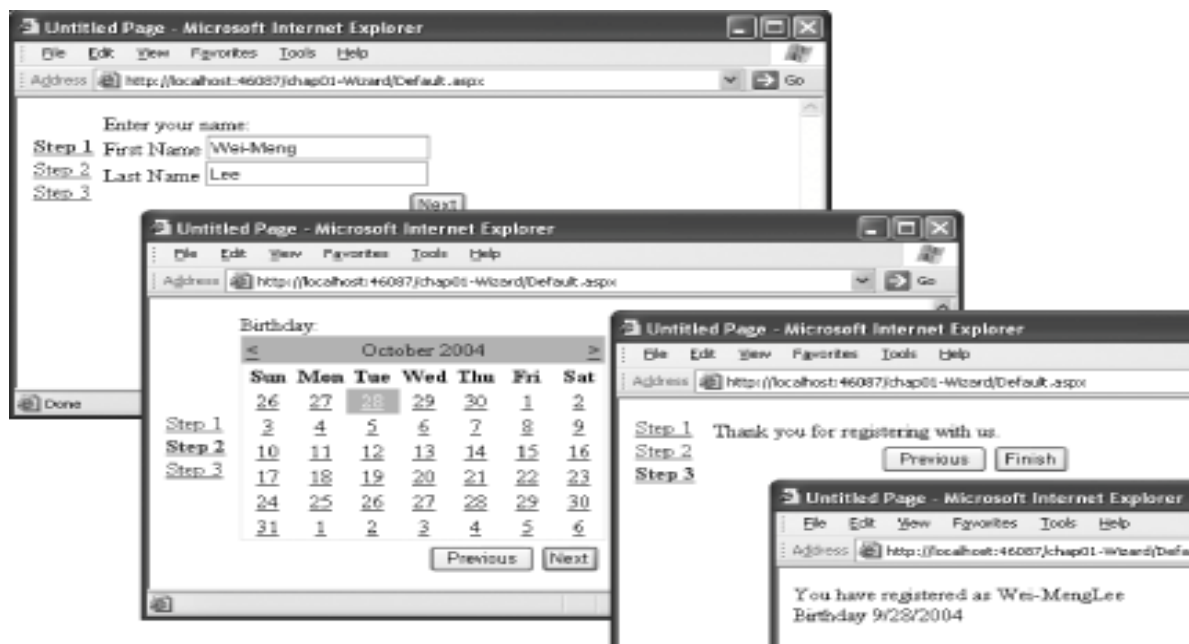 Untitled Page - Microsoft Internet Explorer
File Edit View Favorites Tools Help
Address http://localhost:46087/chap01-Wizard/Default.aspx Go
Enter your name:
Step 1 First Name Wei-Meng
Step 2 Last Name Lee
Step 3
Next
Done
Untitled Page - Microsoft Internet Explorer
File Edit View Favorites Tools Help
Address http://localhost:46087/chap01-Wizard/Default.aspx Go
Birthday:
< October 2004 >
Sun Mon Tue Wed Thu Fri Sat
26 27 28 29 30 1 2
3 4 5 6 7 8 9
10 11 12 13 14 15 16
17 18 19 20 21 22 23
24 25 26 27 28 29 30
31 1 2 3 4 5 6
Step 1
Step 2
Step 3
Previous Next
Untitled Page - Microsoft Internet Explorer
File Edit View Favorites Tools Help
Address http://localhost:46087/chap01-Wizard/Default.aspx
Step 1 Thank you for registering with us.
Step 2
Step 3
Previous Finish
Untitled Page - Microsoft Internet Explorer
File Edit View Favorites Tools Help
Address http://localhost:46087/chap01-Wizard/Defa
You have registered as Wei-MengLee
Birthday 9/28/2004